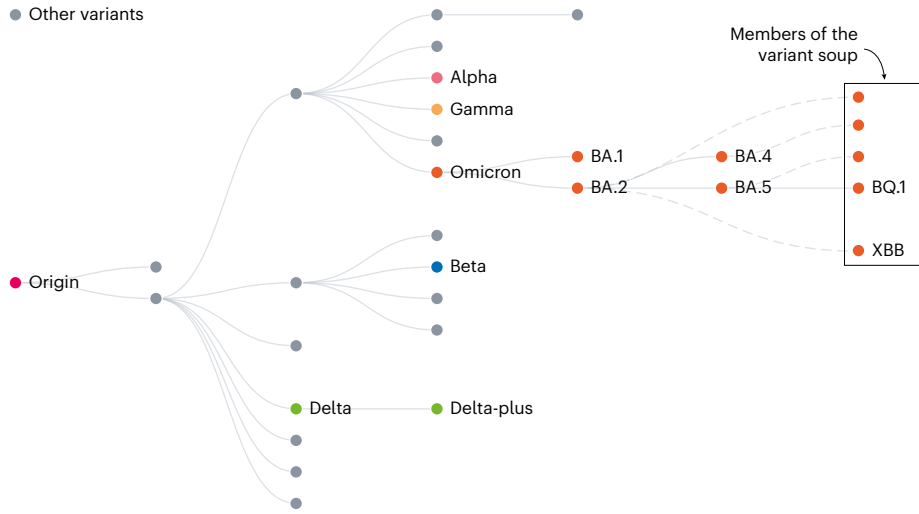 Other variants
Members of the
variant soup
Alpha
Gamma
Omicron
BA.1
BA.4
BA.2
BA.5
BQ.1
XBB
Beta
Origin
Delta
Delta-plus